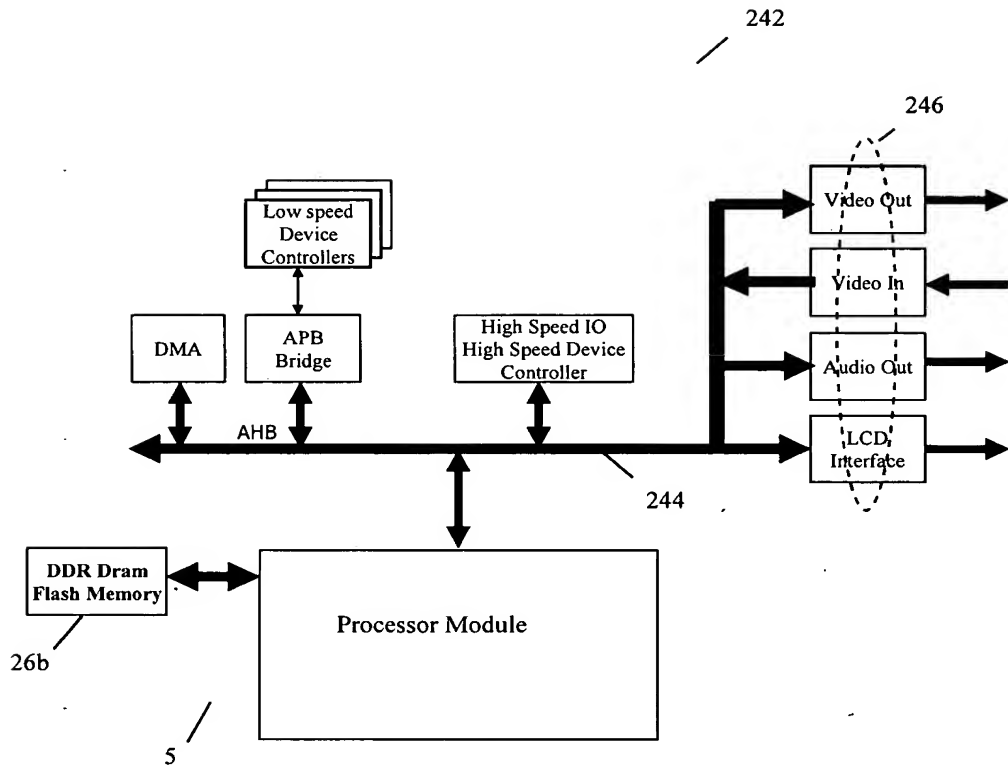 242
246
Video Out
Low speed
Device
Controllers
Video In
DMA
APB
Bridge
High Speed IO
High Speed Device
Controller
Audio Out
AHB
LCD
Interface
244
DDR Dram
Flash Memory
Processor Module
26b
5